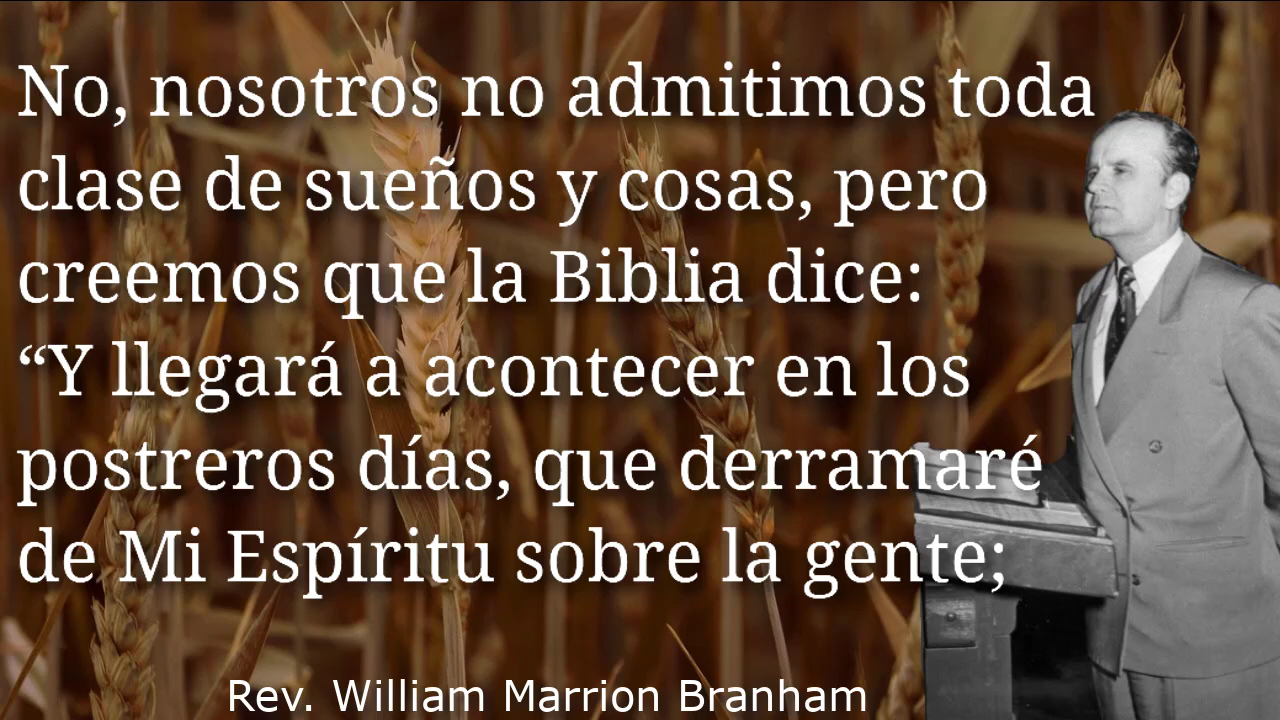 No, nosotros no admitimos toda
clase de sueños y cosas, pero
creemos que la Biblia dice:
“Y llegará a acontecer en los
postreros días, que derramaré
de Mi Espíritu sobre la gente;
Rev. William Marrion Branham